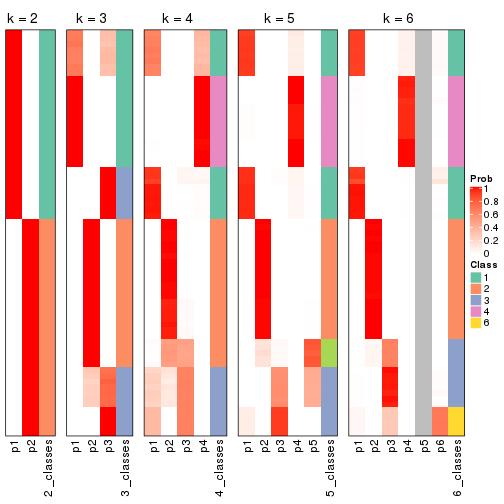 k = 2
k = 3
k = 4
k = 5
k = 6
p1
p2
2_classes
p1
p2
p3
3_classes
p1
p2
p3
p4
4_classes
p1
p2
p3
p4
p5
5_classes
p1
p2
p3
p4
p5
p6
6_classes
Prob
1
0.8
0.6
0.4
0.2
0
Class
1
2
3
4
6